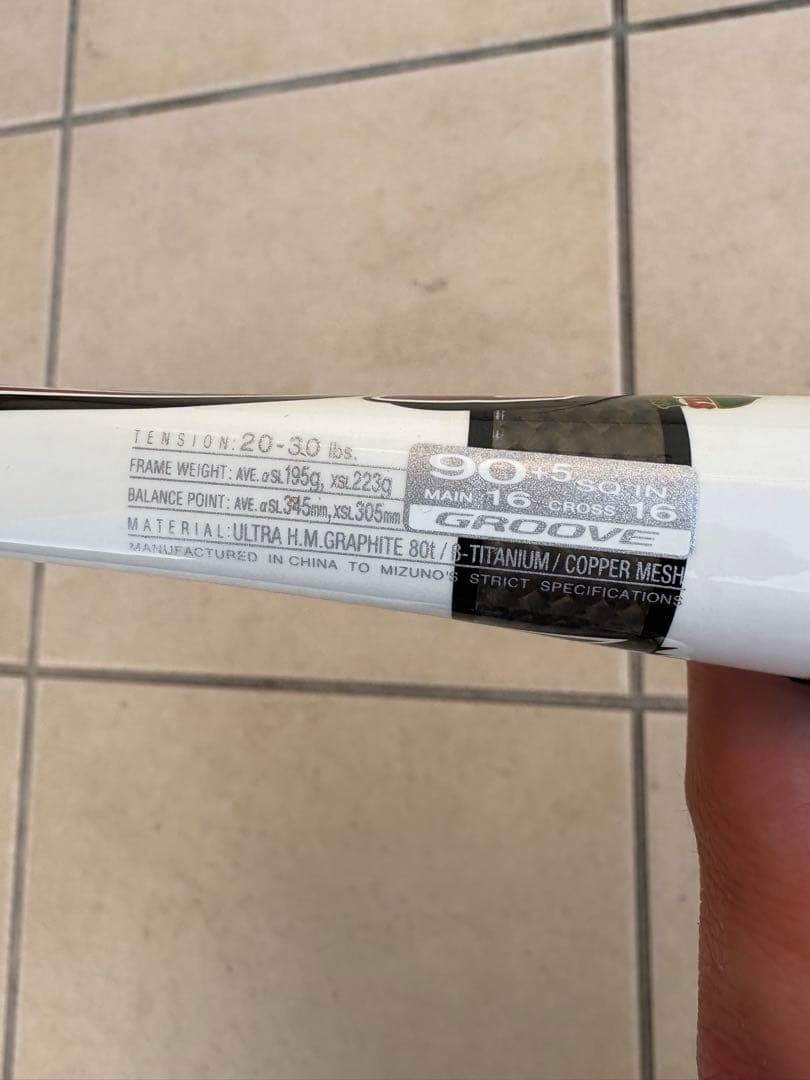 TENSION: 20-30 lbs.
FRAME WEIGHT: AVE. αSL195g, XSL223g
BALANCE POINT: AVE. αSL345mm, XSL305mm
MATERIAL: ULTRA H.M.GRAPHITE 80t / β-TITANIUM / COPPER MESH
MANUFACTURED IN CHINA TO MIZUNO'S STRICT SPECIFICATIONS
90+5 SQ IN
MAIN 16 CROSS 16
GROOVE